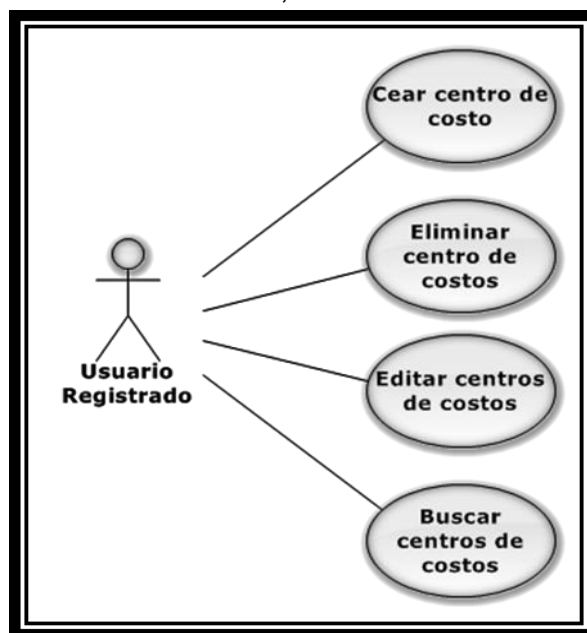 Cear centro de
costo
Eliminar
centro de
costos
Usuario
Registrado
Editar centros
de costos
Buscar
centros de
costos